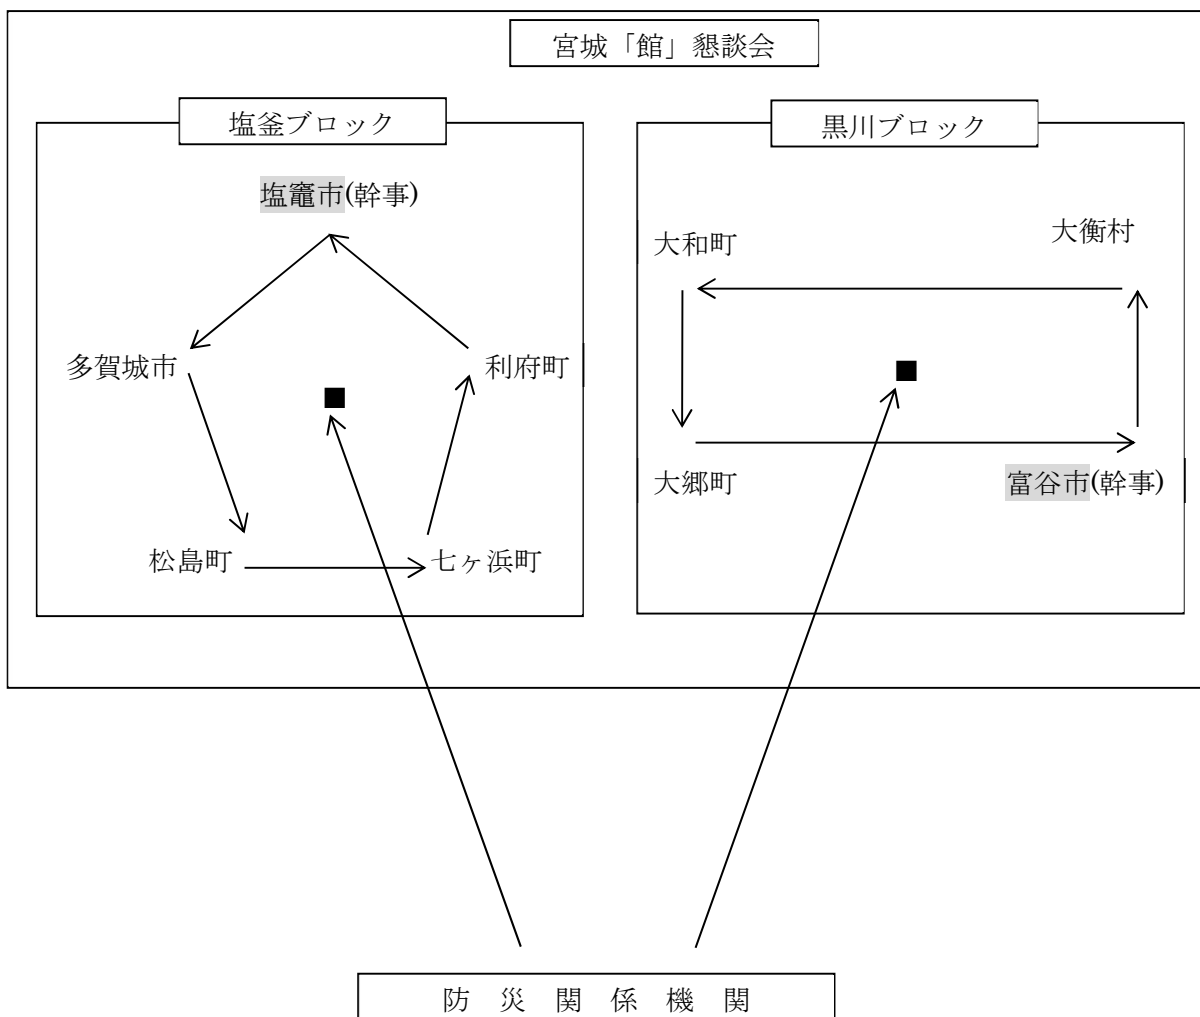 宮城「館」懇談会
塩釜ブロック
塩竈市(幹事)
多賀城市
利府町
松島町
七ヶ浜町
黒川ブロック
大和町
大衡村
大郷町
富谷市(幹事)
防災関係機関